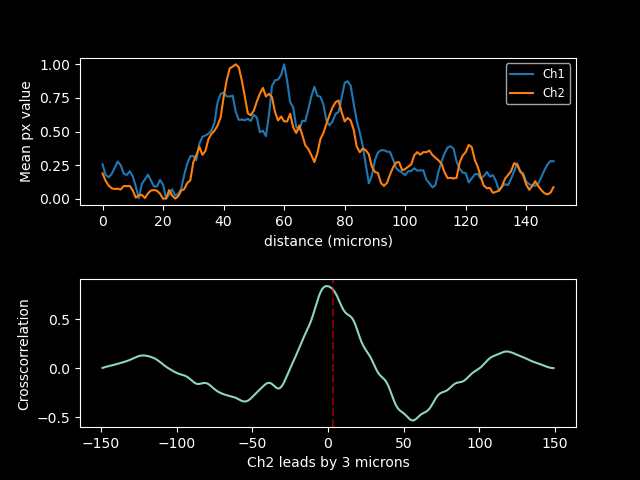 1.00
0.75
0.50
0.25
0.00
Mean px value
Ch1
Ch2
0 20 40 60 80 100 120 140
distance (microns)
0.5
0.0
−0.5
Crosscorrelation
−150 −100 −50 0 50 100 150
Ch2 leads by 3 microns